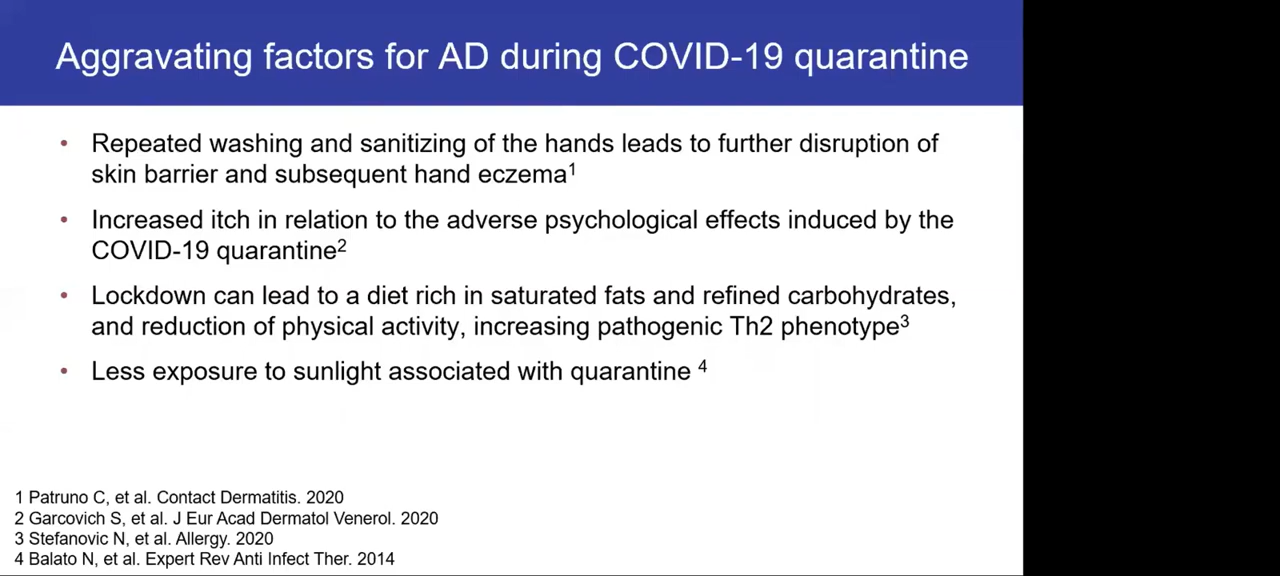 Aggravating factors for AD during COVID-19 quarantine
• Repeated washing and sanitizing of the hands leads to further disruption of
skin barrier and subsequent hand eczema1
• Increased itch in relation to the adverse psychological effects induced by the
COVID-19 quarantine2
• Lockdown can lead to a diet rich in saturated fats and refined carbohydrates,
and reduction of physical activity, increasing pathogenic Th2 phenotype3
• Less exposure to sunlight associated with quarantine 4
1 Patruno C, et al. Contact Dermatitis. 2020
2 Garcovich S, et al. J Eur Acad Dermatol Venerol. 2020
3 Stefanovic N, et al. Allergy. 2020
4 Balato N, et al. Expert Rev Anti Infect Ther. 2014